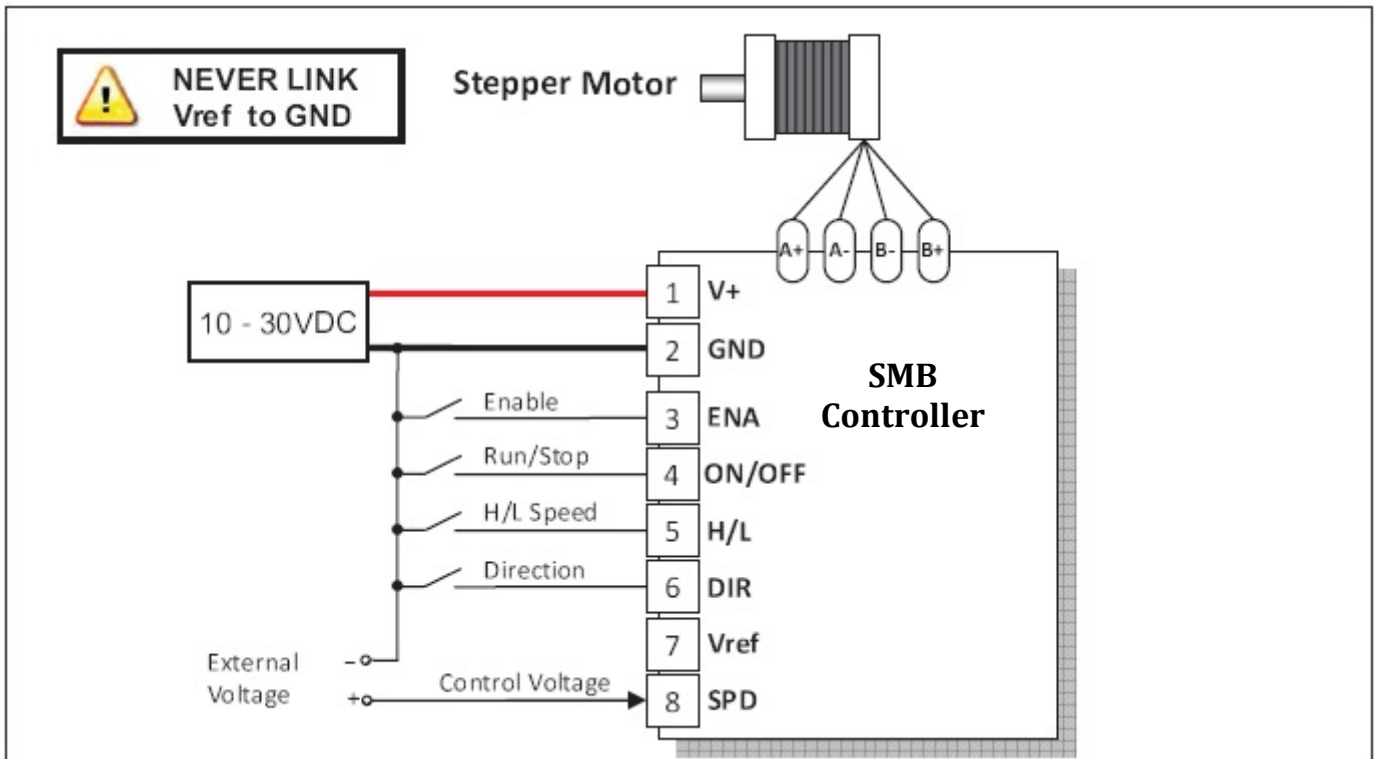 NEVER LINK
Vref to GND
Stepper Motor
A+ A- B- B+
10 - 30VDC
1 V+
2 GND
SMB
Controller
Enable
3 ENA
Run/Stop
4 ON/OFF
H/L Speed
5 H/L
Direction
6 DIR
7 Vref
External
Voltage
-
+
Control Voltage
8 SPD